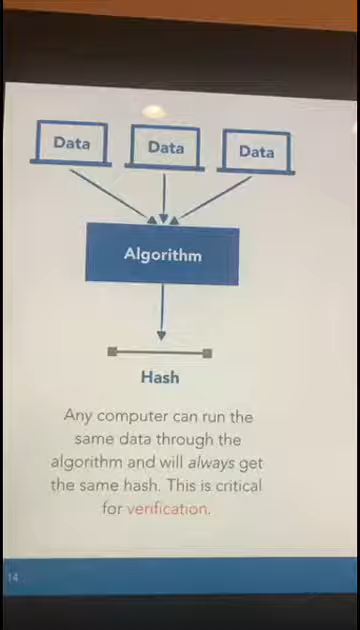 Data Data Data
Algorithm
Hash
Any computer can run the
same data through the
algorithm and will always get
the same hash. This is critical
for verification.
14